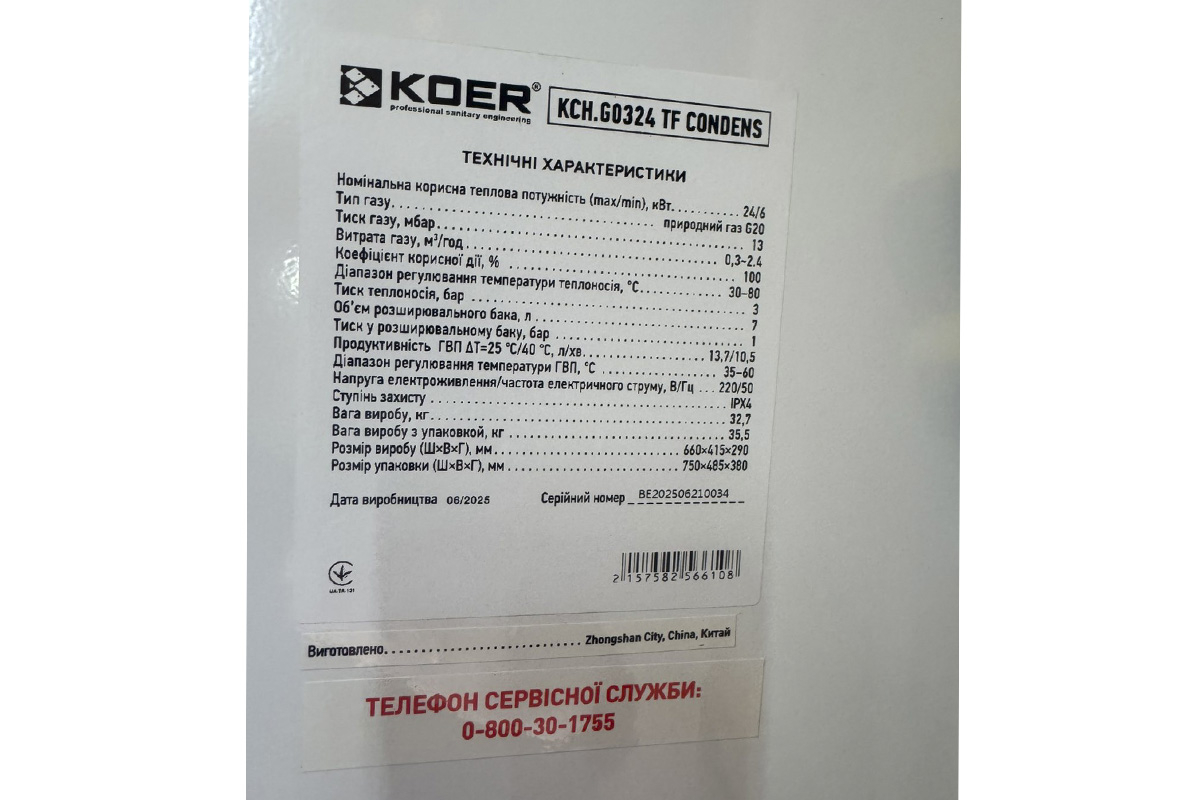 KOER®
professional sanitary engineering
KCH.G0324 TF CONDENS
ТЕХНІЧНІ ХАРАКТЕРИСТИКИ
Номінальна корисна теплова потужність (max/min), кВт.......... 24/6
Тип газу.......... природний газ G20
Тиск газу, мбар.......... 13
Витрата газу, м³/год.......... 0,3–2.4
Коефіцієнт корисної дії, % .......... 100
Діапазон регулювання температури теплоносія, °C.......... 30–80
Тиск теплоносія, бар .......... 3
Об'єм розширювального бака, л .......... 7
Тиск у розширювальному баку, бар .......... 1
Продуктивність ГВП ΔT=25 °C/40 °C, л/хв.......... 13,7/10,5
Діапазон регулювання температури ГВП, °C .......... 35–60
Напруга електроживлення/частота електричного струму, В/Гц ... 220/50
Ступінь захисту .......... IPX4
Вага виробу, кг.......... 32,7
Вага виробу з упаковкой, кг .......... 35,5
Розмір виробу (Ш×В×Г), мм .......... 660×415×290
Розмір упаковки (Ш×В×Г), мм .......... 750×485×380
Дата виробництва 06/2025 Серійний номер BE202506210034
UA.TR.121
2 157582 566108
Виготовлено.......... Zhongshan City, China, Китай
ТЕЛЕФОН СЕРВІСНОЇ СЛУЖБИ:
0-800-30-1755